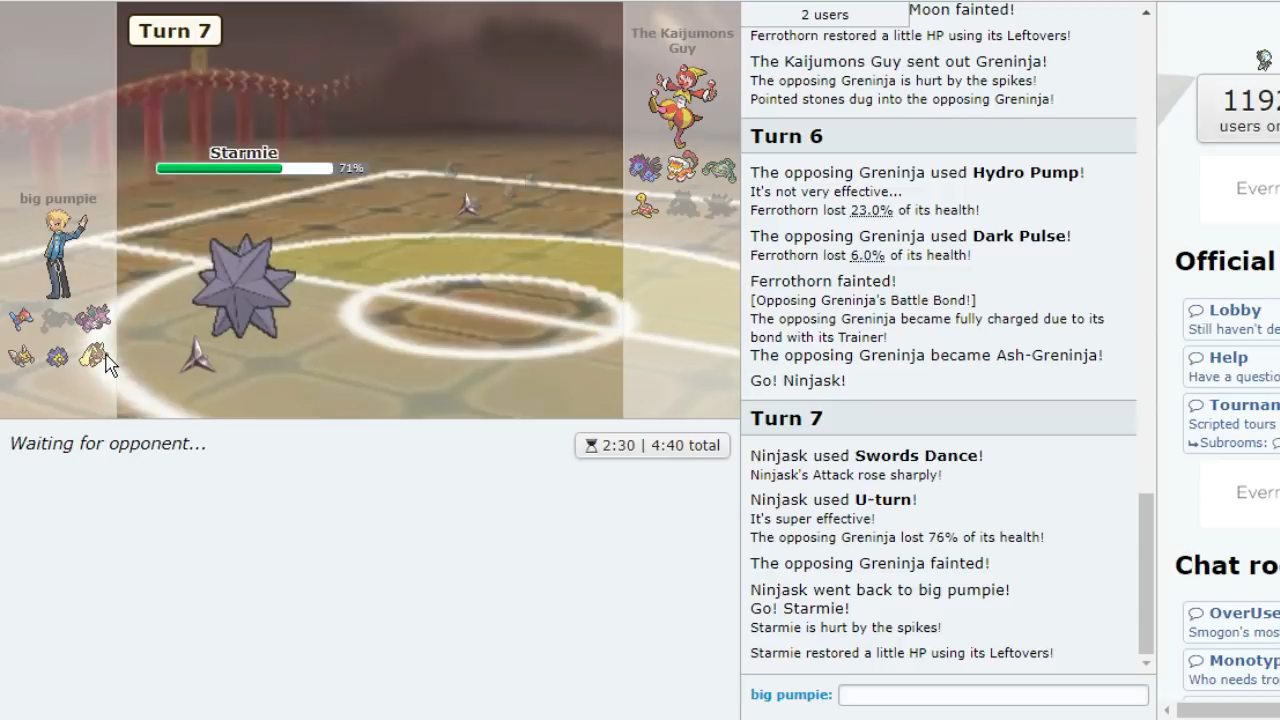 Turn 7
The Kaijumons
Guy
Starmie
71%
big pumpie
Waiting for opponent...
2:30 | 4:40 total
2 users
Moon fainted!
Ferrothorn restored a little HP using its Leftovers!
The Kaijumons Guy sent out Greninja!
The opposing Greninja is hurt by the spikes!
Pointed stones dug into the opposing Greninja!
Turn 6
The opposing Greninja used Hydro Pump!
It's not very effective...
Ferrothorn lost 23.0% of its health!
The opposing Greninja used Dark Pulse!
Ferrothorn lost 6.0% of its health!
Ferrothorn fainted!
[Opposing Greninja's Battle Bond!]
The opposing Greninja became fully charged due to its
bond with its Trainer!
The opposing Greninja became Ash-Greninja!
Go! Ninjask!
Turn 7
Ninjask used Swords Dance!
Ninjask's Attack rose sharply!
Ninjask used U-turn!
It's super effective!
The opposing Greninja lost 76% of its health!
The opposing Greninja fainted!
Ninjask went back to big pumpie!
Go! Starmie!
Starmie is hurt by the spikes!
Starmie restored a little HP using its Leftovers!
big pumpie:
1192
users on
Everr
Official
Lobby
Still haven't de
Help
Have a questio
Tournam
Scripted tours
Subrooms:
Everr
Chat ro
OverUse
Smogon's mos
Monotyp
Who needs tro